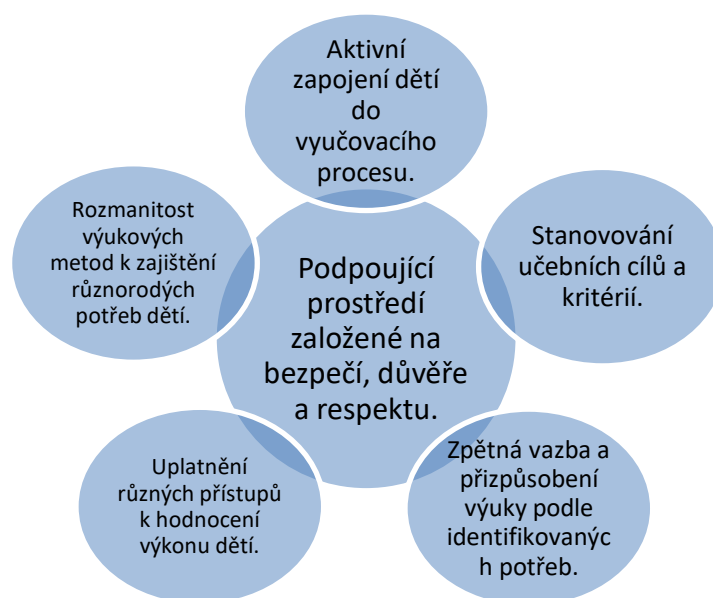 Aktivní
zapojení dětí
do
vyučovacího
procesu.
Rozmanitost
výukových
metod k zajištění
různorodých
potřeb dětí.
Stanovování
učebních cílů a
kritérií.
Podpoující
prostředí
založené na
bezpečí, důvěře
a respektu.
Uplatnění
různých přístupů
k hodnocení
výkonu dětí.
Zpětná vazba a
přizpůsobení
výuky podle
identifikovanýc
h potřeb.